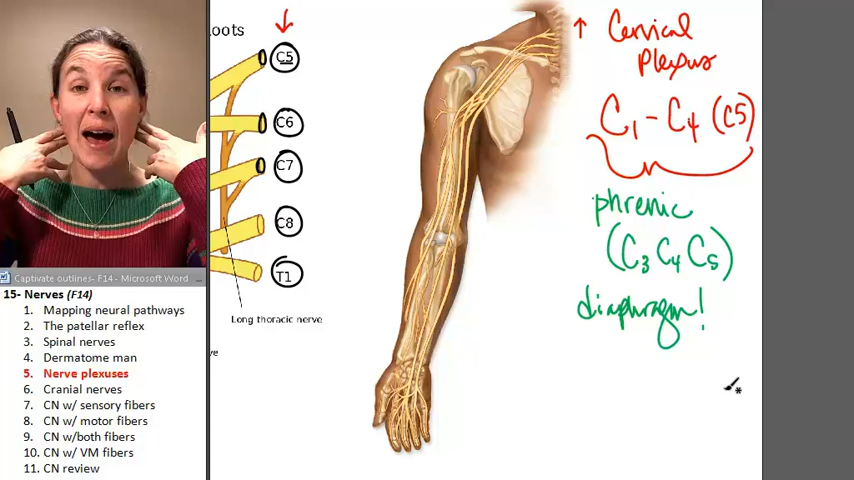 oots
C5
C6
C7
C8
T1
Long thoracic nerve
ve
↑ Cervical
Plexus
C1-C4 (C5)
phrenic
(C3 C4 C5)
diaphragm!
Captivate outlines- F14 - Microsoft Word
15- Nerves (F14)
1. Mapping neural pathways
2. The patellar reflex
3. Spinal nerves
4. Dermatome man
5. Nerve plexuses
6. Cranial nerves
7. CN w/ sensory fibers
8. CN w/ motor fibers
9. CN w/both fibers
10. CN w/ VM fibers
11. CN review